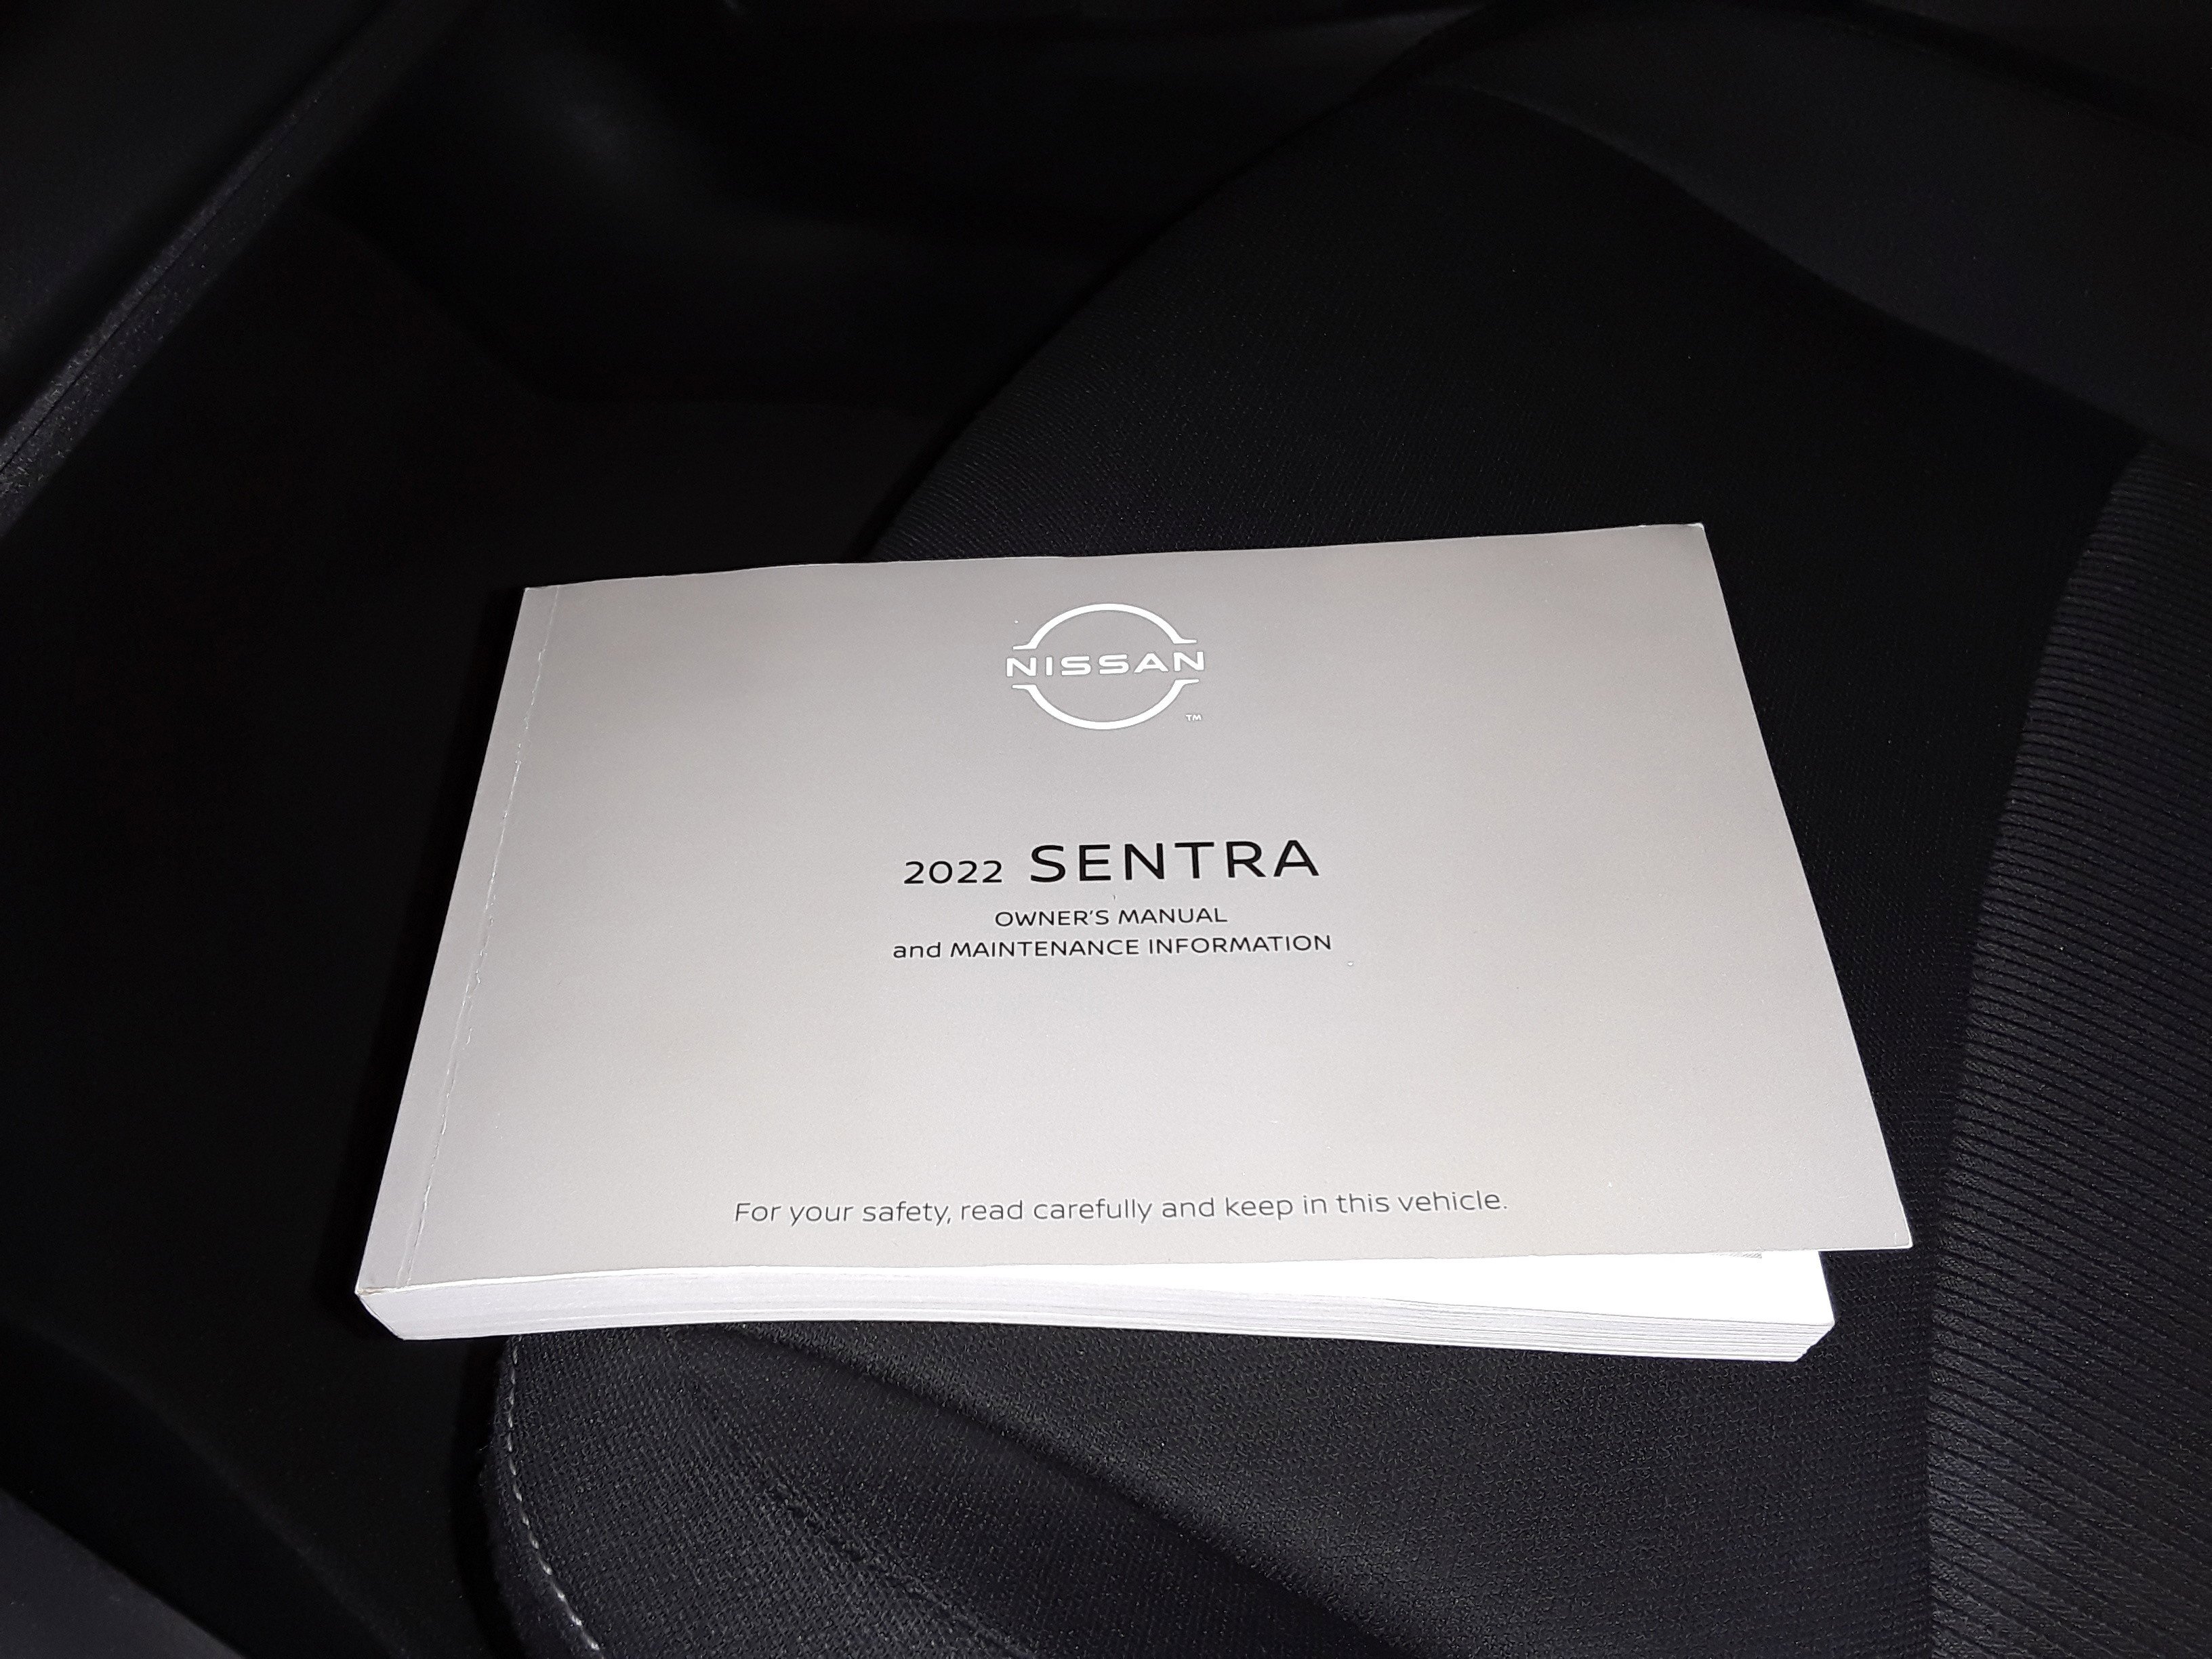 NISSAN
TM
2022 SENTRA
OWNER'S MANUAL
and MAINTENANCE INFORMATION
For your safety, read carefully and keep in this vehicle.